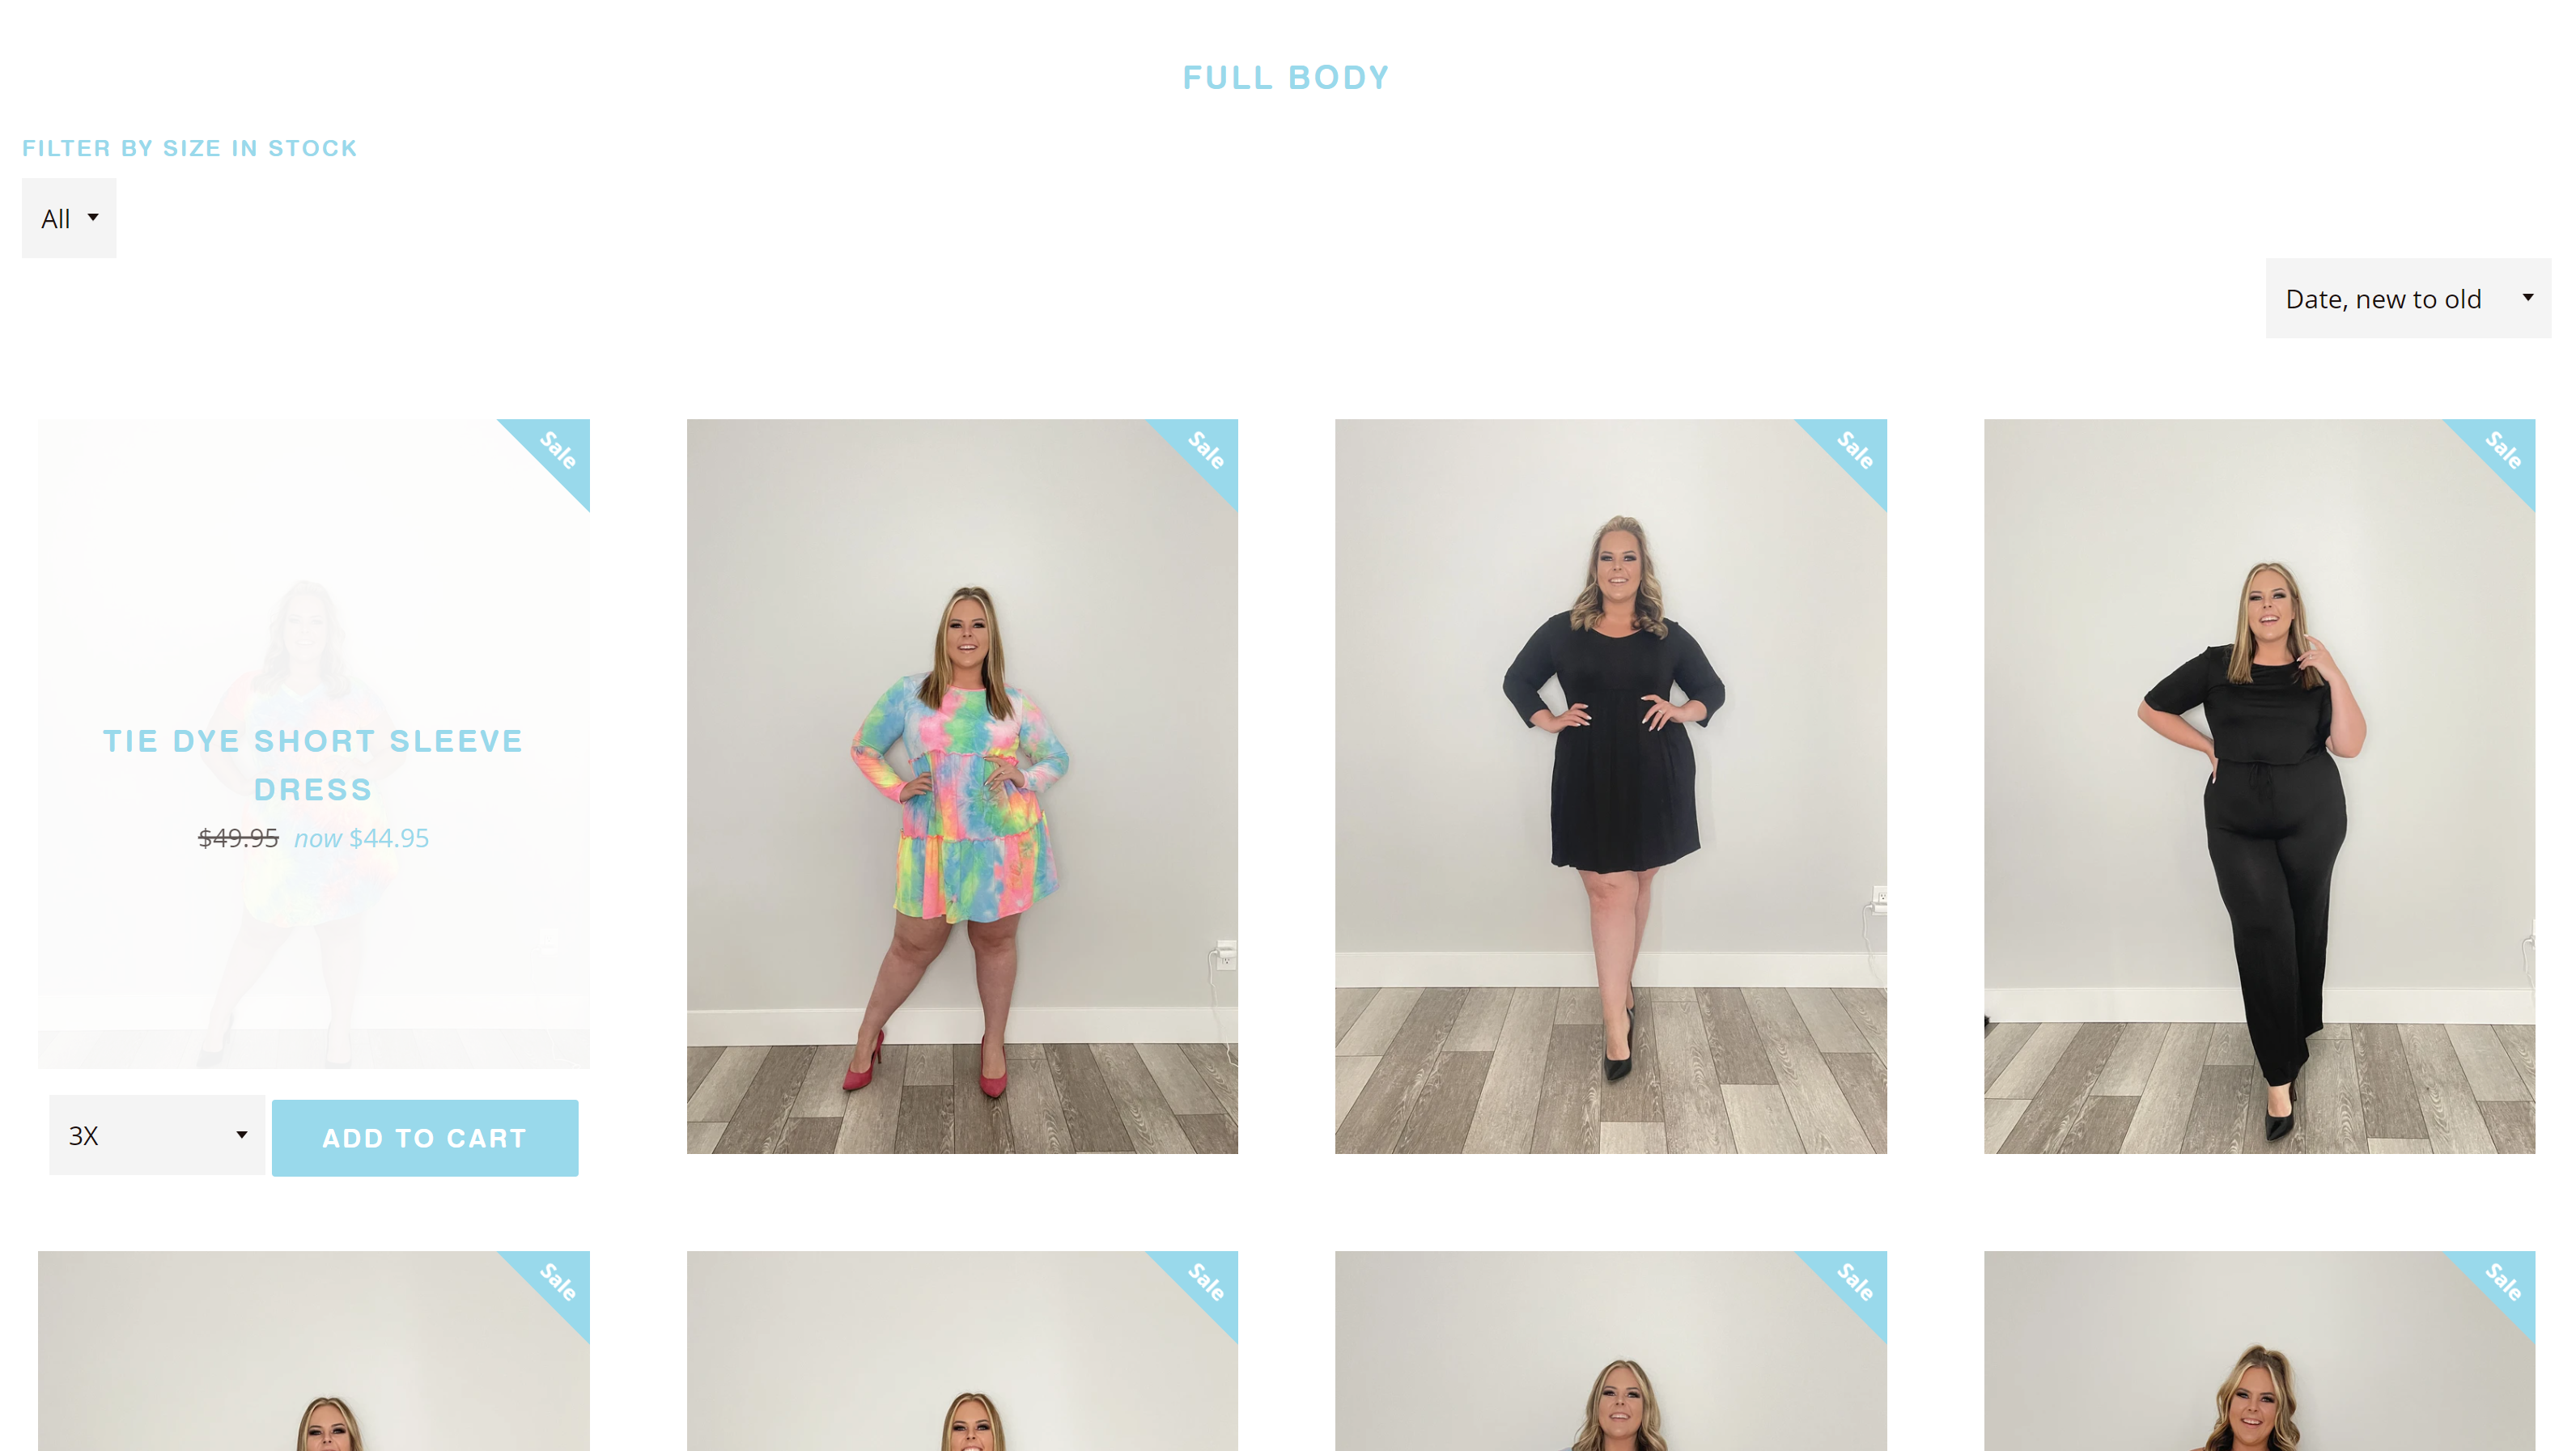 FULL BODY
FILTER BY SIZE IN STOCK
All
Date, new to old
Sale
Sale
Sale
Sale
TIE DYE SHORT SLEEVE
DRESS
$49.95 now $44.95
3X
ADD TO CART
Sale
Sale
Sale
Sale